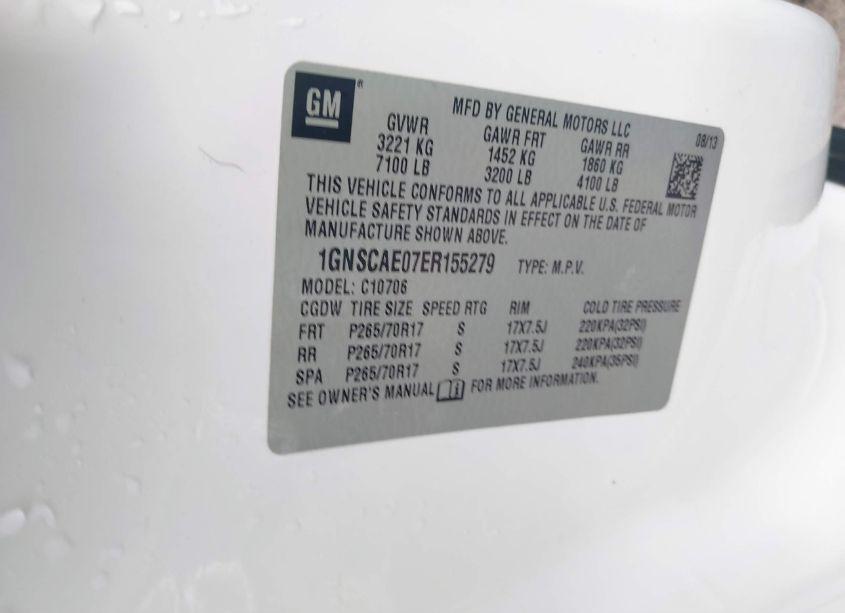 GM ®
MFD BY GENERAL MOTORS LLC 08/13
GVWR GAWR FRT GAWR RR
3221 KG 1452 KG 1860 KG
7100 LB 3200 LB 4100 LB
THIS VEHICLE CONFORMS TO ALL APPLICABLE U.S. FEDERAL MOTOR
VEHICLE SAFETY STANDARDS IN EFFECT ON THE DATE OF
MANUFACTURE SHOWN ABOVE.
1GNSCAE07ER155279 TYPE: M.P.V.
MODEL: C10706
CGDW TIRE SIZE SPEED RTG RIM COLD TIRE PRESSURE
FRT P265/70R17 S 17X7.5J 220KPA(32PSI)
RR P265/70R17 S 17X7.5J 220KPA(32PSI)
SPA P265/70R17 S 17X7.5J 240KPA(35PSI)
SEE OWNER'S MANUAL FOR MORE INFORMATION.